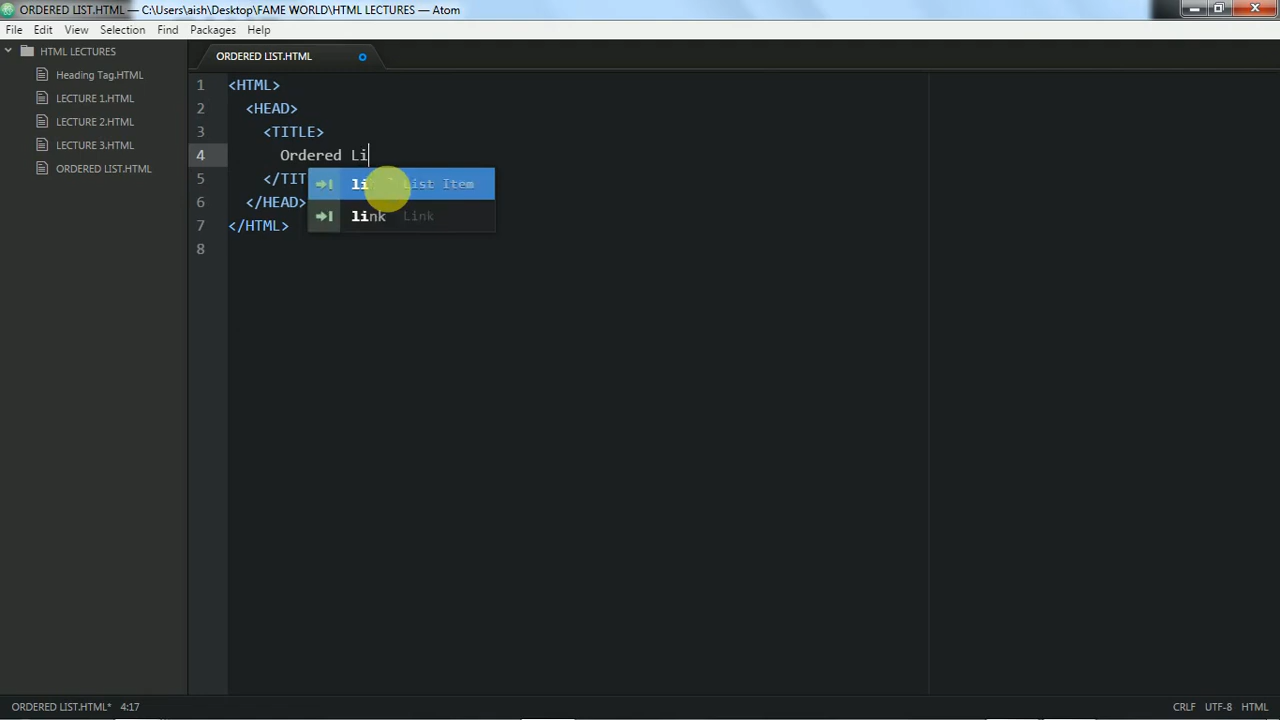 ORDERED LIST.HTML — C:\Users\aish\Desktop\FAME WORLD\HTML LECTURES — Atom
File Edit View Selection Find Packages Help
HTML LECTURES
Heading Tag.HTML
LECTURE 1.HTML
LECTURE 2.HTML
LECTURE 3.HTML
ORDERED LIST.HTML
ORDERED LIST.HTML
1 <HTML>
2 <HEAD>
3 <TITLE>
4 Ordered Li
5 </TIT
6 </HEAD>
7 </HTML>
8
li List Item
link Link
ORDERED LIST.HTML* 4:17
CRLF UTF-8 HTML